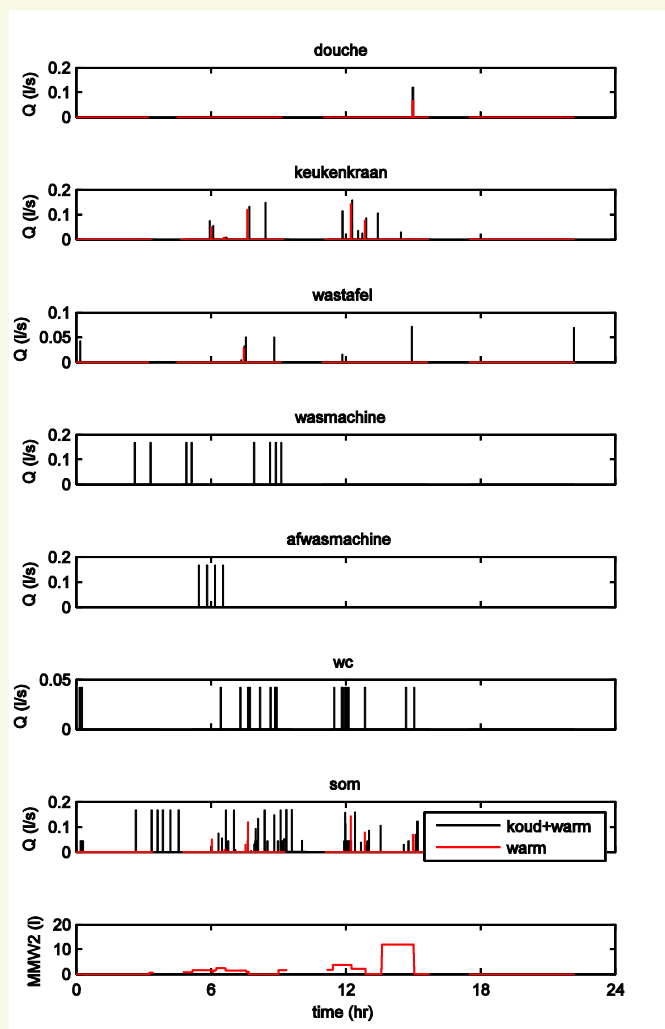 douche
Q (l/s)
0.2
0.1
0
keukenkraan
Q (l/s)
0.2
0.1
0
wastafel
Q (l/s)
0.1
0.05
0
wasmachine
Q (l/s)
0.2
0.1
0
afwasmachine
Q (l/s)
0.2
0.1
0
wc
Q (l/s)
0.05
0
som
Q (l/s)
0.2
0.1
0
koud+warm
warm
MMW2 (l)
20
10
0
0 6 12 18 24
time (hr)